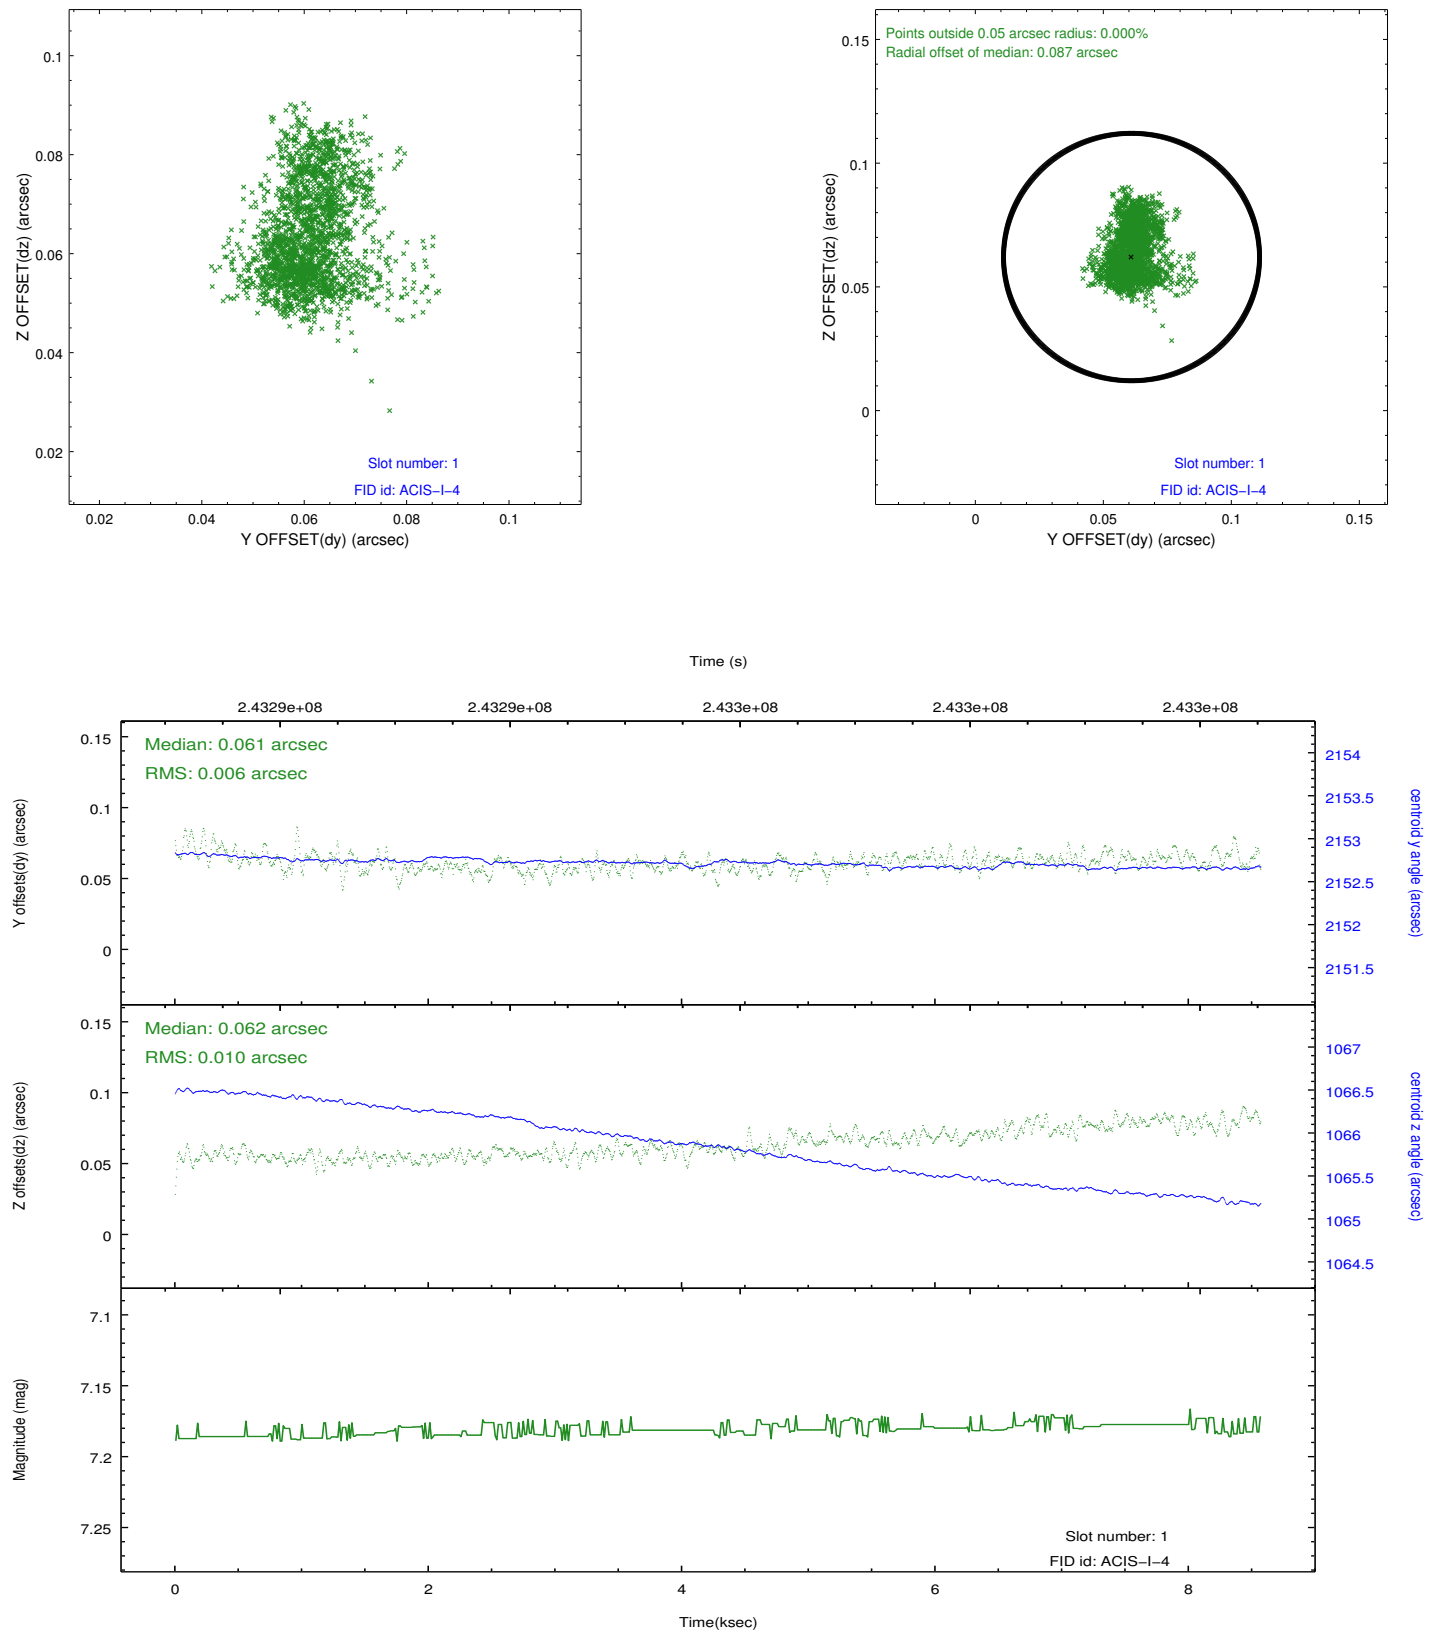 0.1
0.08
0.06
0.04
0.02
Z OFFSET(dz) (arcsec)
Slot number: 1
FID id: ACIS−I−4
0.02 0.04 0.06 0.08 0.1
Y OFFSET(dy) (arcsec)
Points outside 0.05 arcsec radius: 0.000%
Radial offset of median: 0.087 arcsec
0.15
0.1
0.05
0
Z OFFSET(dz) (arcsec)
Slot number: 1
FID id: ACIS−I−4
0 0.05 0.1 0.15
Y OFFSET(dy) (arcsec)
Time (s)
2.4329e+08 2.4329e+08 2.433e+08 2.433e+08 2.433e+08
Median: 0.061 arcsec
RMS: 0.006 arcsec
0.15
0.1
0.05
0
Y offsets(dy) (arcsec)
2154
2153.5
2153
2152.5
2152
2151.5
centroid y angle (arcsec)
Median: 0.062 arcsec
RMS: 0.010 arcsec
0.15
0.1
0.05
0
Z offsets(dz) (arcsec)
1067
1066.5
1066
1065.5
1065
1064.5
centroid z angle (arcsec)
7.1
7.15
7.2
7.25
Magnitude (mag)
Slot number: 1
FID id: ACIS−I−4
0 2 4 6 8
Time(ksec)